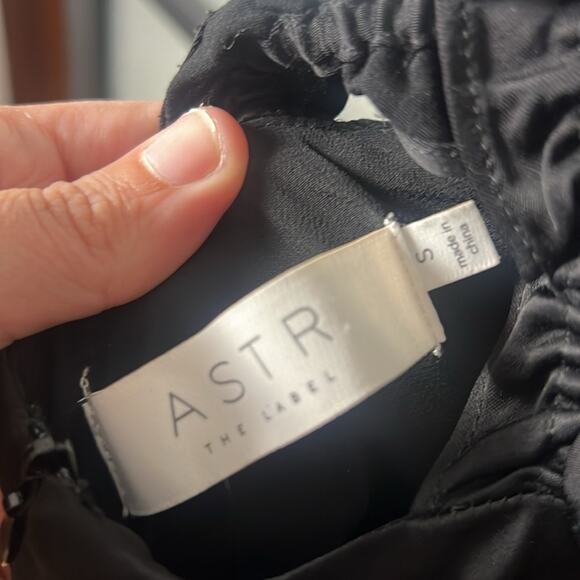 ASTR
THE LABEL
S
made in
china